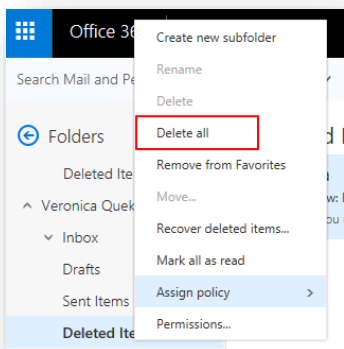 Office 36
Create new subfolder
Search Mail and Pe
Rename
Delete
Folders
Delete all
Deleted Ite
Remove from Favorites
Veronica Quek
Move...
Inbox
Recover deleted items...
Drafts
Mark all as read
Sent Items
Assign policy
Deleted Ite
Permissions...